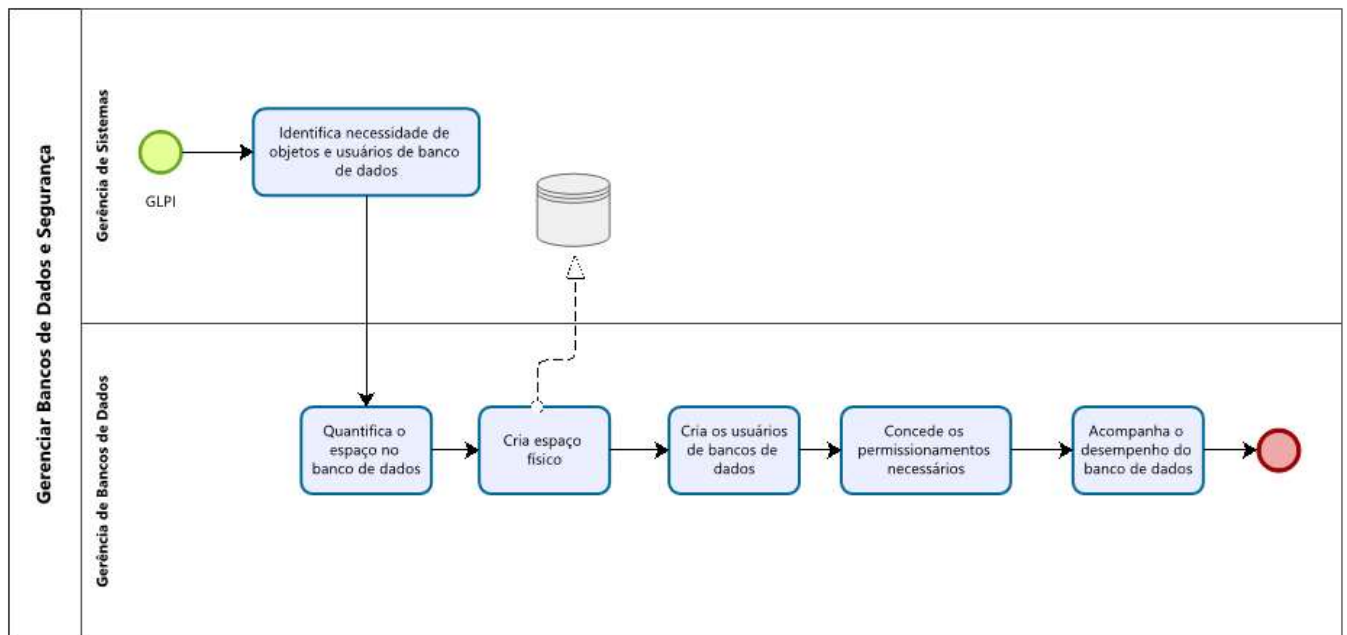 Gerenciar Bancos de Dados e Segurança
Gerência de Sistemas
GLPI
Identifica necessidade de
objetos e usuários de banco
de dados
Gerência de Bancos de Dados
Quantifica o
espaço no
banco de dados
Cria espaço
físico
Cria os usuários
de bancos de
dados
Concede os
permissionamentos
necessários
Acompanha o
desempenho do
banco de dados